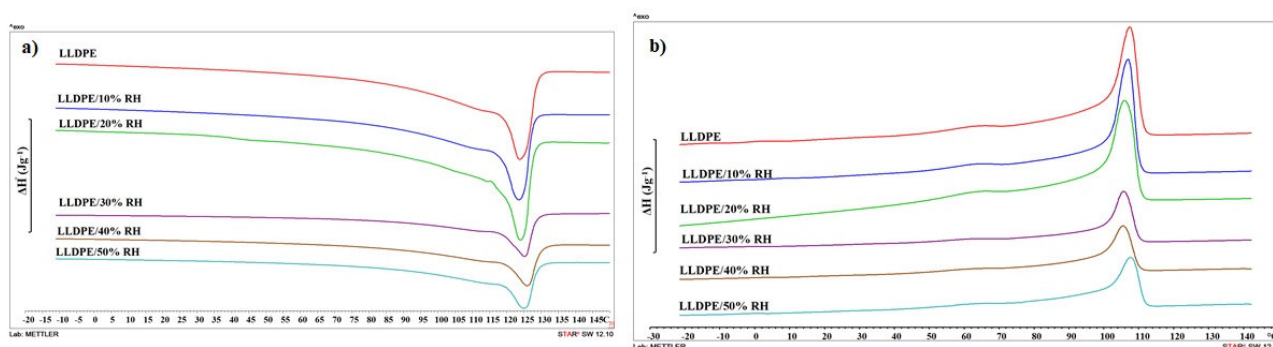 ^exo
a)
LLDPE
LLDPE/10% RH
LLDPE/20% RH
ΔH (Jg⁻¹)
LLDPE/30% RH
LLDPE/40% RH
LLDPE/50% RH
-20 -15 -10 -5 0 5 10 15 20 25 30 35 40 45 50 55 60 65 70 75 80 85 90 95 100 105 110 115 120 125 130 135 140 145 °C
Lab: METTLER
STARᵉ SW 12.10
^exo
b)
LLDPE
LLDPE/10% RH
ΔH (Jg⁻¹)
LLDPE/20% RH
LLDPE/30% RH
LLDPE/40% RH
LLDPE/50% RH
-30 -20 -10 0 10 20 30 40 50 60 70 80 90 100 110 120 130 140
Lab: METTLER
STARᵉ SW 12.